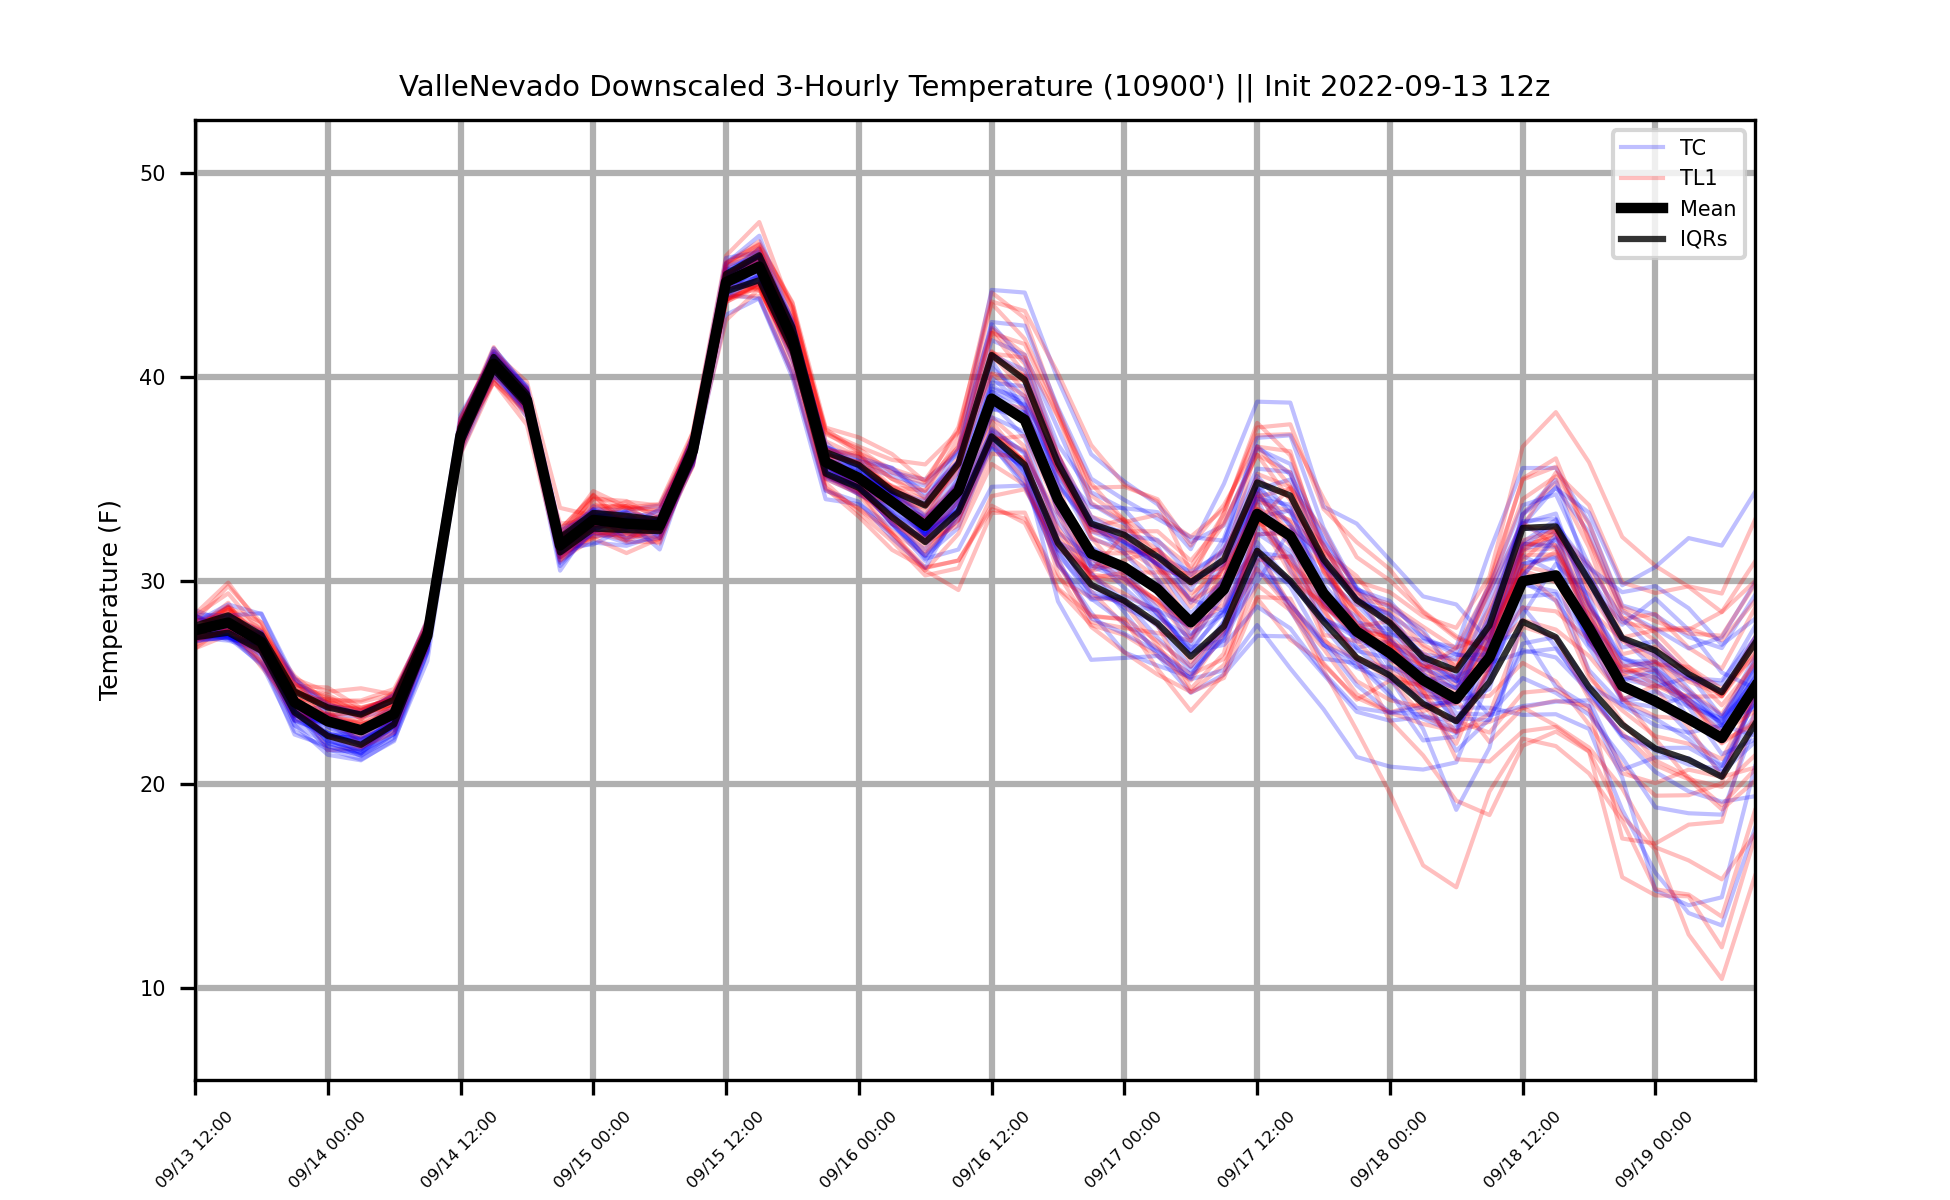 ValleNevado Downscaled 3-Hourly Temperature (10900') || Init 2022-09-13 12z
TC
TL1
Mean
IQRs
Temperature (F)
50
40
30
20
10
09/13 12:00
09/14 00:00
09/14 12:00
09/15 00:00
09/15 12:00
09/16 00:00
09/16 12:00
09/17 00:00
09/17 12:00
09/18 00:00
09/18 12:00
09/19 00:00